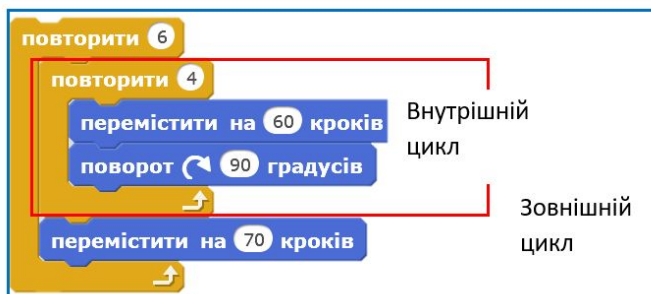 повторити 6
повторити 4
перемістити на 60 кроків
поворот 90 градусів
перемістити на 70 кроків
Внутрішній
цикл
Зовнішній
цикл